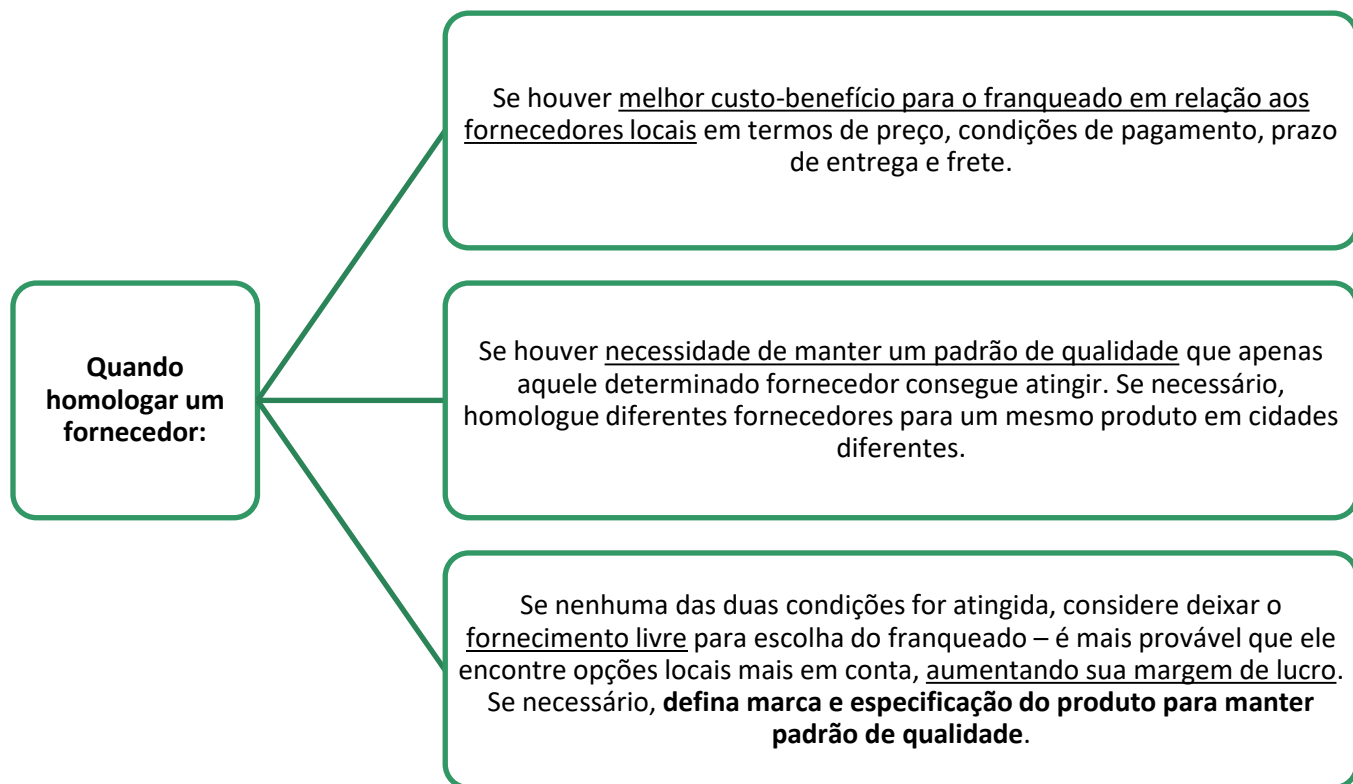 Se houver melhor custo-benefício para o franqueado em relação aos
fornecedores locais em termos de preço, condições de pagamento, prazo
de entrega e frete.
Quando
homologar um
fornecedor:
Se houver necessidade de manter um padrão de qualidade que apenas
aquele determinado fornecedor consegue atingir. Se necessário,
homologue diferentes fornecedores para um mesmo produto em cidades
diferentes.
Se nenhuma das duas condições for atingida, considere deixar o
fornecimento livre para escolha do franqueado – é mais provável que ele
encontre opções locais mais em conta, aumentando sua margem de lucro.
Se necessário, defina marca e especificação do produto para manter
padrão de qualidade.